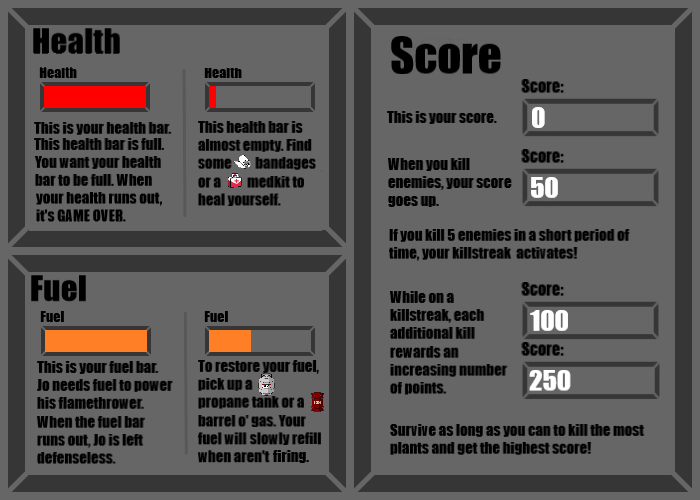 Health
Health
This is your health bar.
This health bar is full.
You want your health
bar to be full. When
your health runs out,
it's GAME OVER.
Health
This health bar is
almost empty. Find
some bandages
or a medkit to
heal yourself.
Fuel
Fuel
This is your fuel bar.
Jo needs fuel to power
his flamethrower.
When the fuel bar
runs out, Jo is left
defenseless.
Fuel
To restore your fuel,
pick up a
propane tank or a
barrel o' gas. Your
fuel will slowly refill
when aren't firing.
Score
This is your score.
Score:
0
When you kill
enemies, your score
goes up.
Score:
50
If you kill 5 enemies in a short period of
time, your killstreak activates!
While on a
killstreak, each
additional kill
rewards an
increasing number
of points.
Score:
100
Score:
250
Survive as long as you can to kill the most
plants and get the highest score!